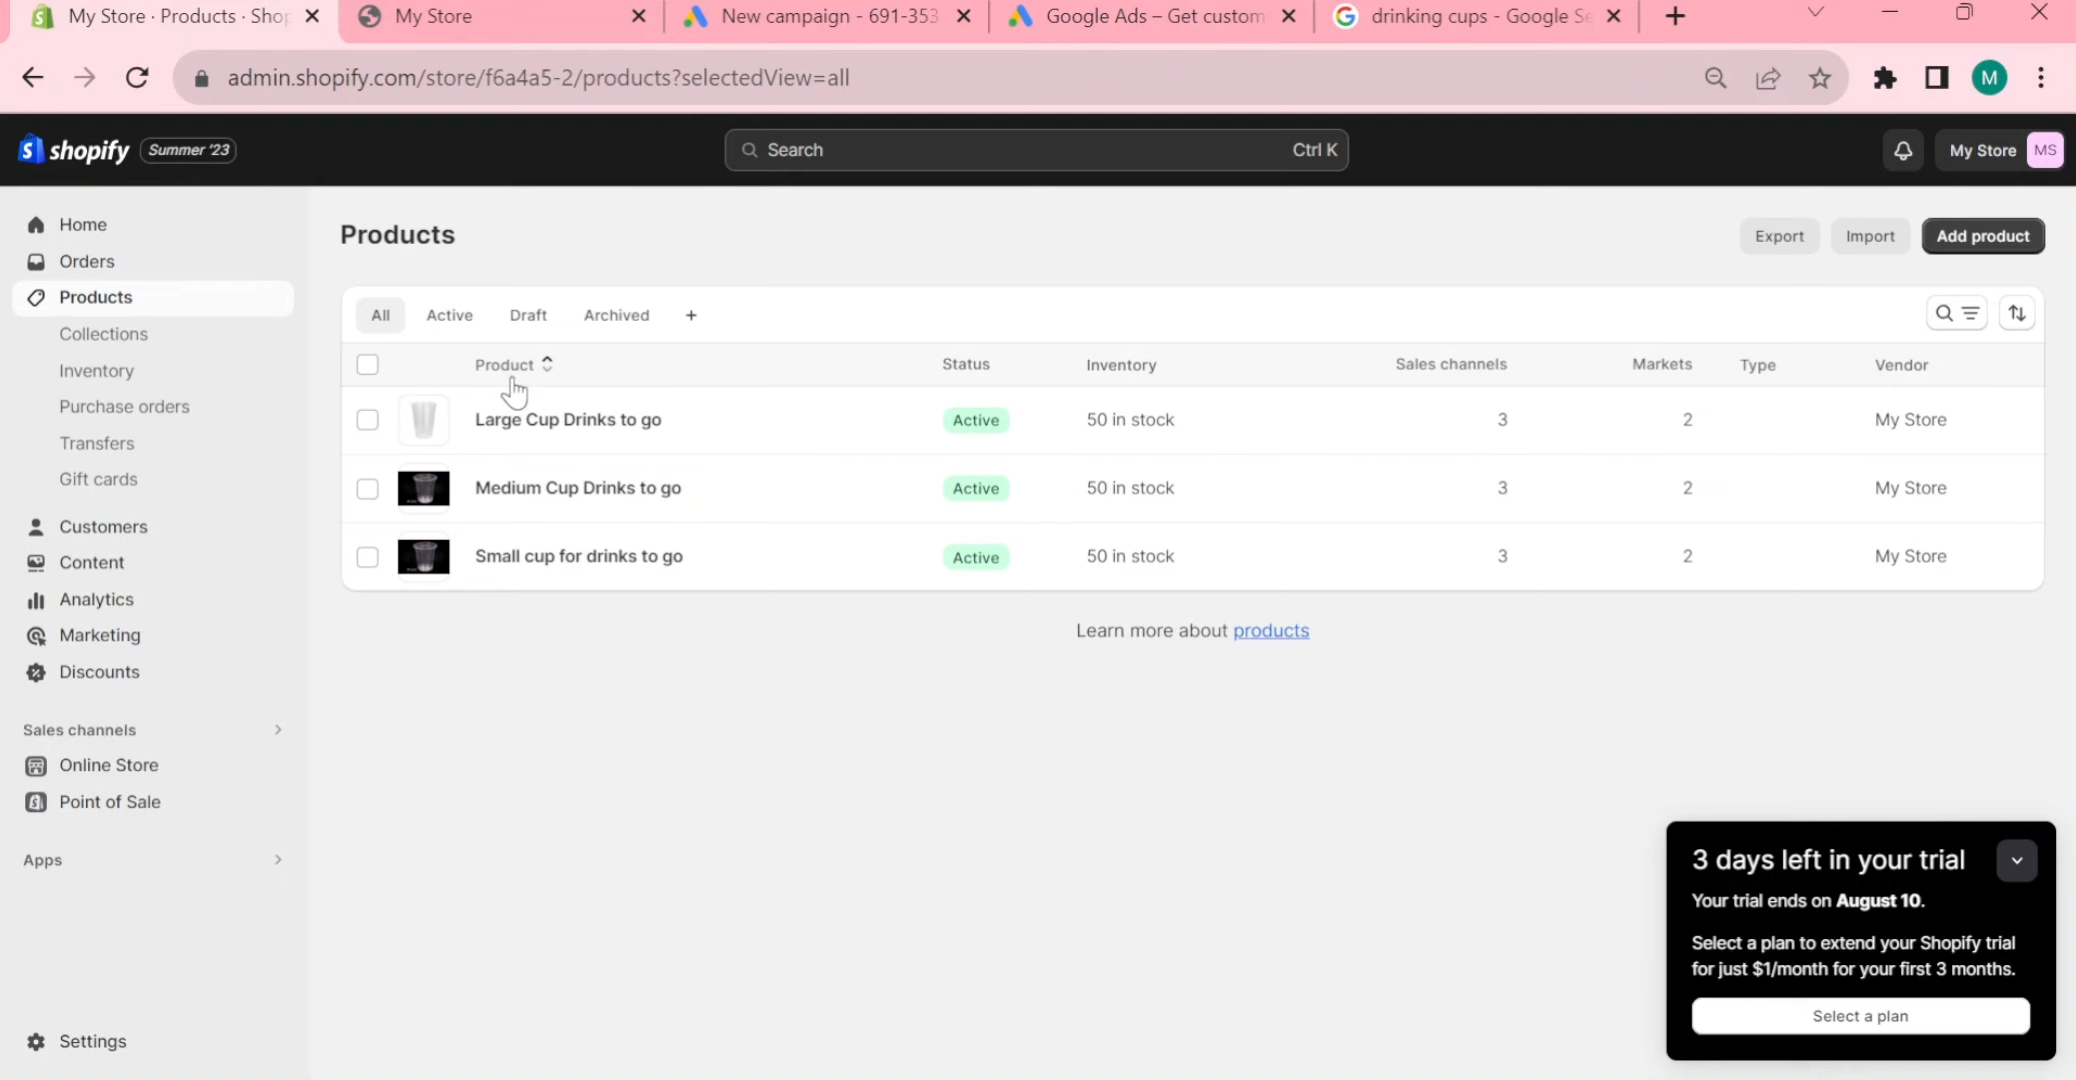 My Store · Products · Shop
My Store
New campaign - 691-353
Google Ads – Get custom
drinking cups - Google Se
admin.shopify.com/store/f6a4a5-2/products?selectedView=all
M
shopify Summer '23
Search Ctrl K
My Store MS
Home
Orders
Products
Collections
Inventory
Purchase orders
Transfers
Gift cards
Customers
Content
Analytics
Marketing
Discounts
Sales channels
Online Store
Point of Sale
Apps
Settings
Products
Export Import Add product
All Active Draft Archived +
Product Status Inventory Sales channels Markets Type Vendor
Large Cup Drinks to go Active 50 in stock 3 2 My Store
Medium Cup Drinks to go Active 50 in stock 3 2 My Store
Small cup for drinks to go Active 50 in stock 3 2 My Store
Learn more about products
3 days left in your trial
Your trial ends on August 10.
Select a plan to extend your Shopify trial
for just $1/month for your first 3 months.
Select a plan